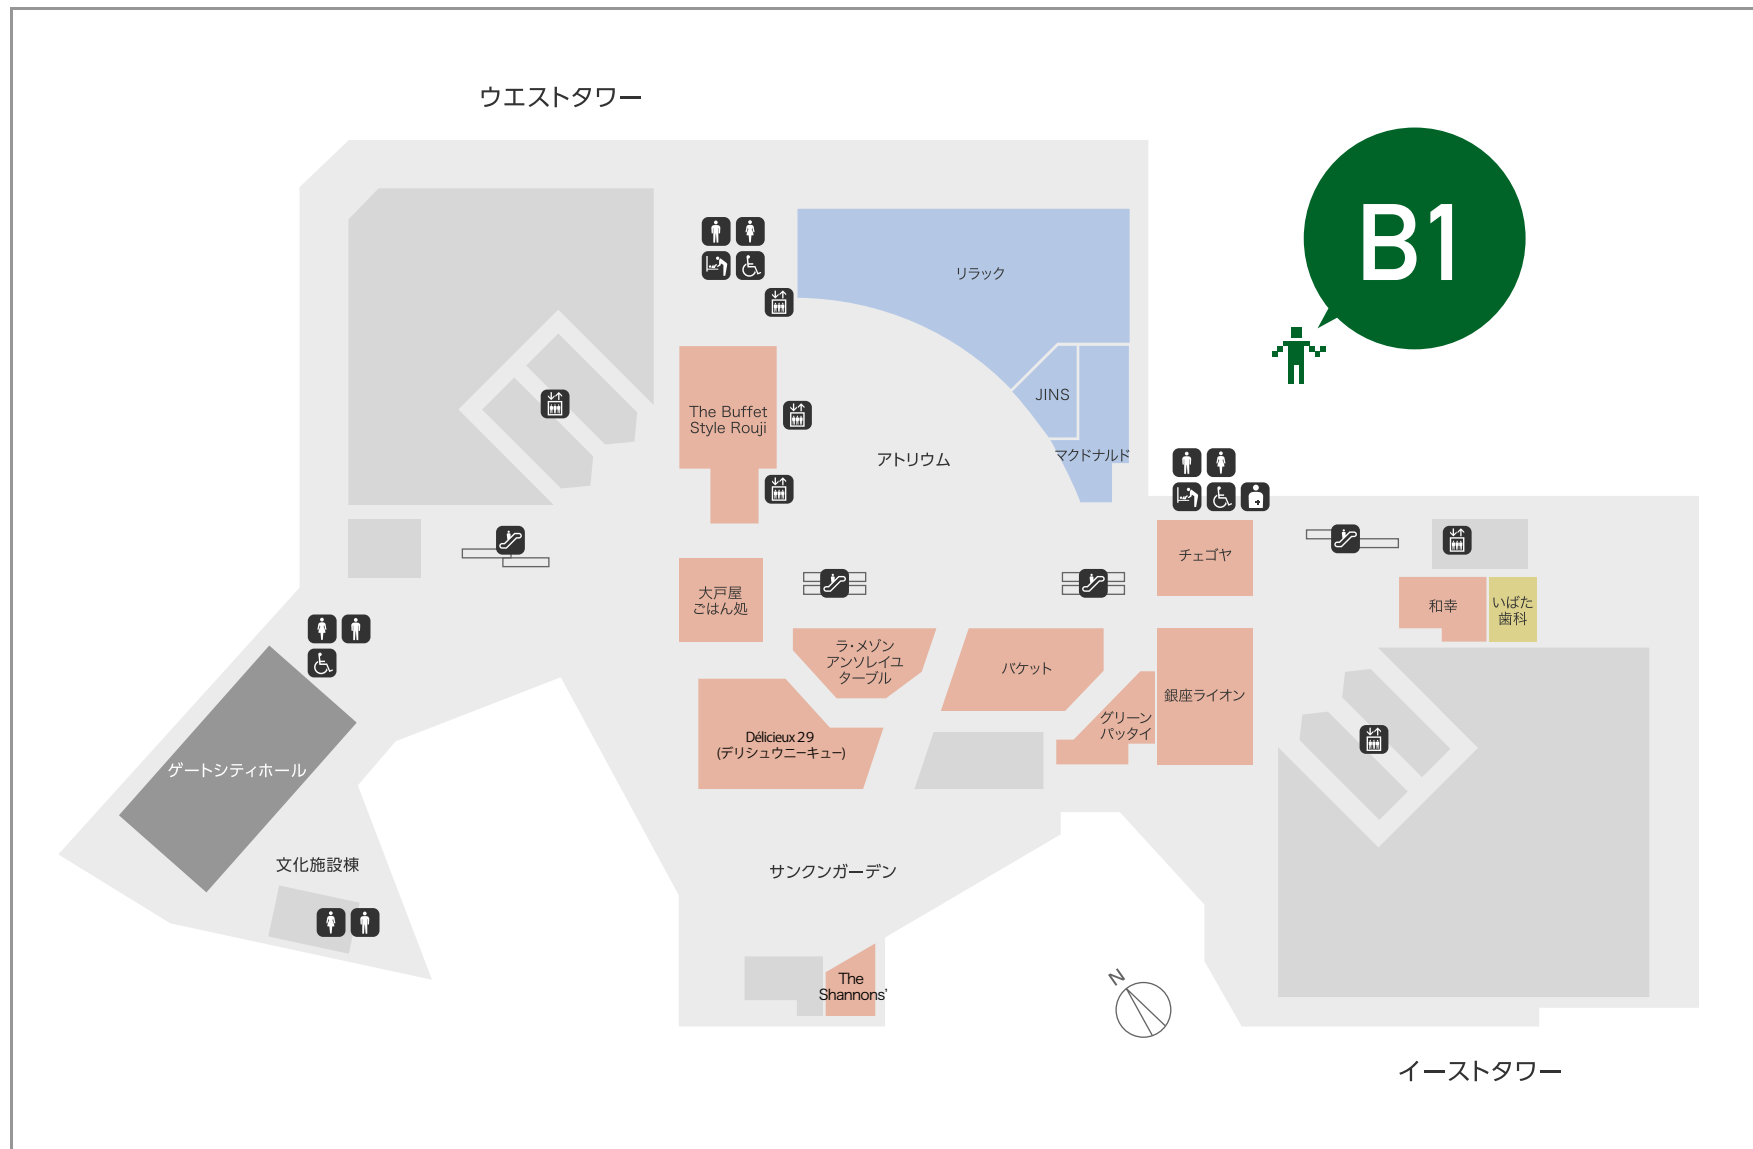 ウエストタワー
B1
リラック
JINS
マクドナルド
The Buffet
Style Rouji
アトリウム
チェゴヤ
大戸屋
ごはん処
和幸
いばた
歯科
ラ・メゾン
アンソレイユ
ターブル
バケット
銀座ライオン
グリーン
パッタイ
Délicieux 29
(デリシュウニーキュー)
ゲートシティホール
文化施設棟
サンクンガーデン
The
Shannons'
N
イーストタワー